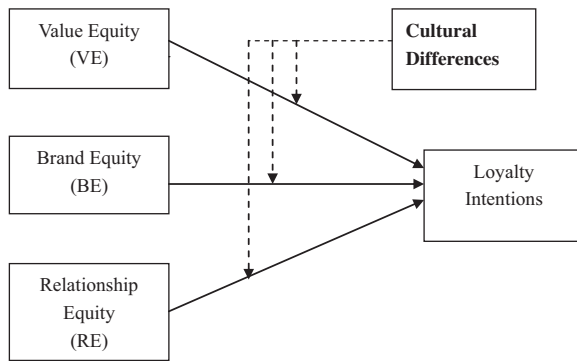 Value Equity
(VE)
Cultural
Differences
Brand Equity
(BE)
Loyalty
Intentions
Relationship
Equity
(RE)